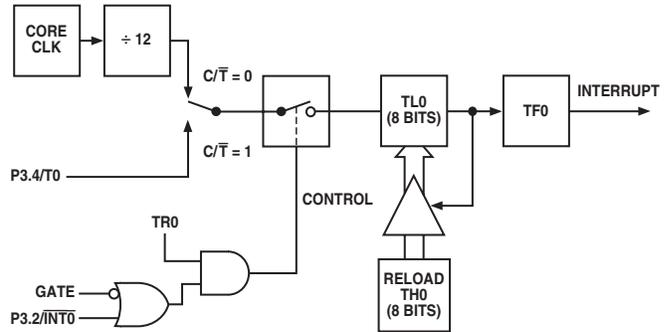 CORE
CLK
÷ 12
C/T̅ = 0
C/T̅ = 1
P3.4/T0
TL0
(8 BITS)
TF0
INTERRUPT
CONTROL
TR0
GATE
P3.2/I̅N̅T̅0̅
RELOAD
TH0
(8 BITS)